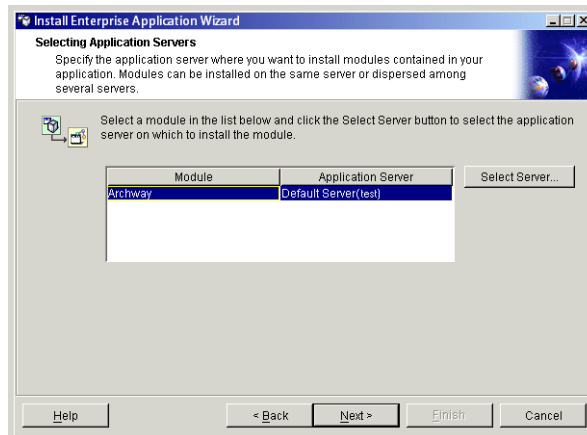 Install Enterprise Application Wizard
Selecting Application Servers
Specify the application server where you want to install modules contained in your
application. Modules can be installed on the same server or dispersed among
several servers.
Select a module in the list below and click the Select Server button to select the application
server on which to install the module.
Module Application Server
Archway Default Server(test)
Select Server...
Help < Back Next > Finish Cancel